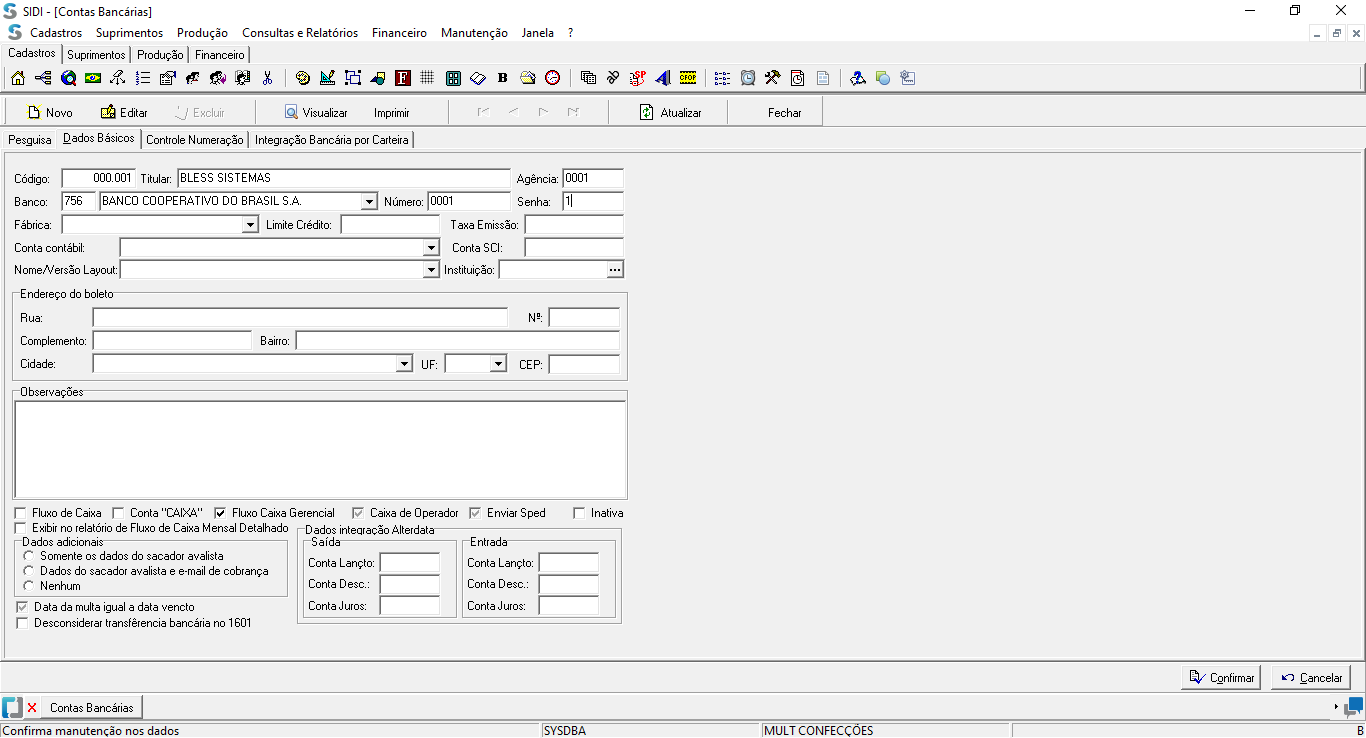 SIDI - [Contas Bancárias]
Cadastros Suprimentos Produção Consultas e Relatórios Financeiro Manutenção Janela ?
Cadastros Suprimentos Produção Financeiro
F B SP CFOP
Novo Editar Excluir Visualizar Imprimir Atualizar Fechar
Pesquisa Dados Básicos Controle Numeração Integração Bancária por Carteira
Código: 000.001 Titular: BLESS SISTEMAS Agência: 0001
Banco: 756 BANCO COOPERATIVO DO BRASIL S.A. Número: 0001 Senha: 1
Fábrica: Limite Crédito: Taxa Emissão:
Conta contábil: Conta SCI:
Nome/Versão Layout: Instituição: ...
Endereço do boleto
Rua: Nº:
Complemento: Bairro:
Cidade: UF: CEP:
Observações
Fluxo de Caixa Conta "CAIXA" Fluxo Caixa Gerencial Caixa de Operador Enviar Sped Inativa
Exibir no relatório de Fluxo de Caixa Mensal Detalhado
Dados adicionais
Somente os dados do sacador avalista
Dados do sacador avalista e e-mail de cobrança
Nenhum
Data da multa igual a data vencto
Desconsiderar transfêrencia bancária no 1601
Dados integração Alterdata
Saída
Conta Lançto:
Conta Desc.:
Conta Juros:
Entrada
Conta Lançto:
Conta Desc.:
Conta Juros:
Confirmar Cancelar
Contas Bancárias
Confirma manutenção nos dados SYSDBA MULT CONFECÇÕES B